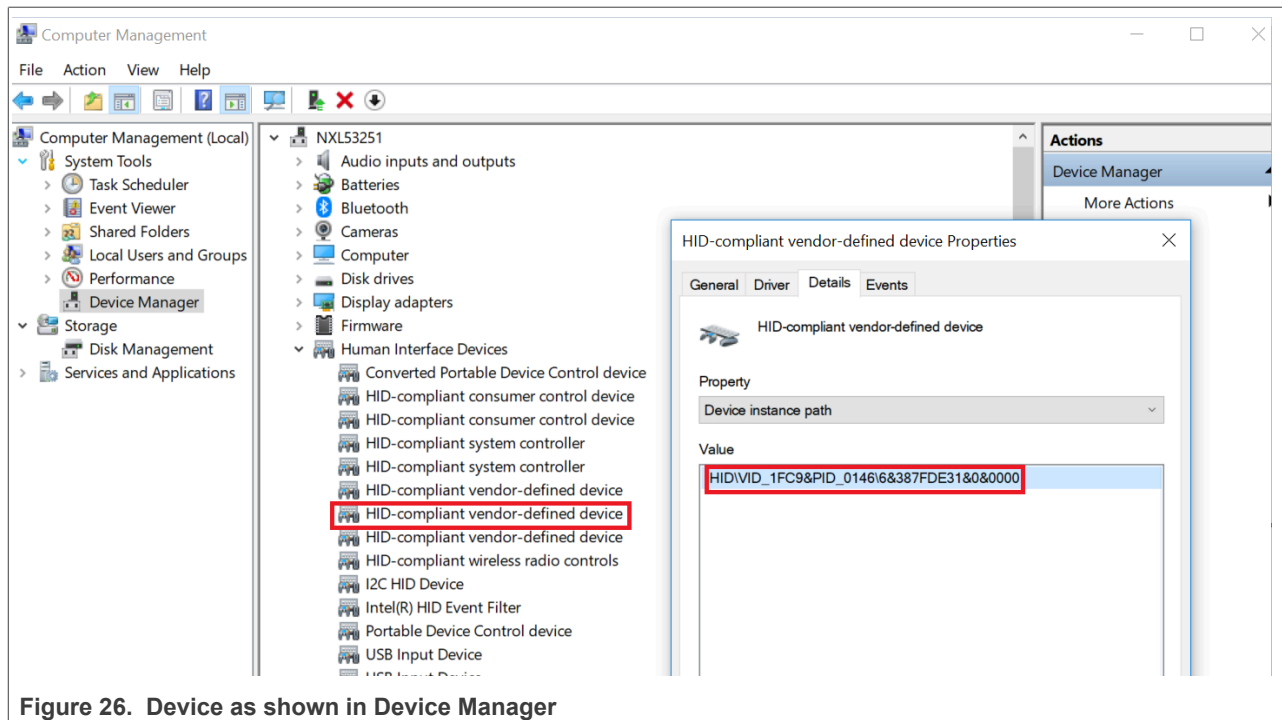 Computer Management
File Action View Help
Computer Management (Local)
System Tools
Task Scheduler
Event Viewer
Shared Folders
Local Users and Groups
Performance
Device Manager
Storage
Disk Management
Services and Applications
NXL53251
Audio inputs and outputs
Batteries
Bluetooth
Cameras
Computer
Disk drives
Display adapters
Firmware
Human Interface Devices
Converted Portable Device Control device
HID-compliant consumer control device
HID-compliant consumer control device
HID-compliant system controller
HID-compliant system controller
HID-compliant vendor-defined device
HID-compliant vendor-defined device
HID-compliant vendor-defined device
HID-compliant wireless radio controls
I2C HID Device
Intel(R) HID Event Filter
Portable Device Control device
USB Input Device
USB Input Device
Actions
Device Manager
More Actions
HID-compliant vendor-defined device Properties
General Driver Details Events
HID-compliant vendor-defined device
Property
Device instance path
Value
HID\VID_1FC9&PID_0146\6&387FDE31&0&0000
Figure 26. Device as shown in Device Manager